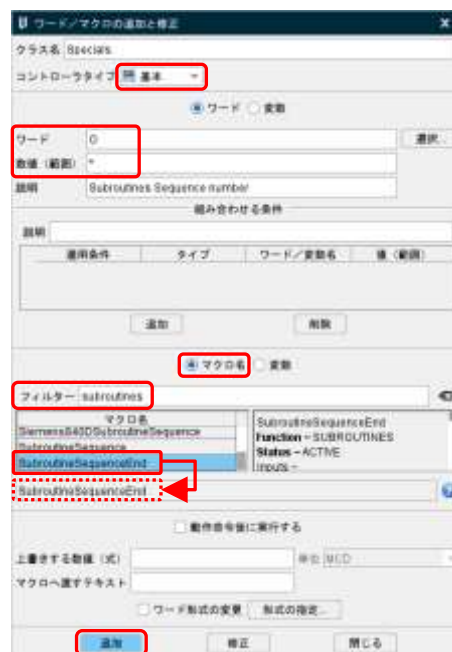 ワード／マクロの追加と修正
クラス名 Specials
コントローラタイプ 基本
ワード 変数
ワード O 選択...
数値（範囲） *
説明 Subroutines Sequence number
組み合わせる条件
説明
適用条件 タイプ ワード／変数名 値（範囲）
追加 削除
マクロ名 変数
フィルター subroutines
マクロ名
Siemens840DSubroutineSequence
SubroutineSequence
SubroutineSequenceEnd
SubroutineSequenceEnd
Function – SUBROUTINES
Status – ACTIVE
Inputs –
SubroutineSequenceEnd
動作命令後に実行する
上書きする数値（式） 単位 MCD
マクロへ渡すテキスト
ワード形式の変更 形式の指定...
追加 修正 閉じる